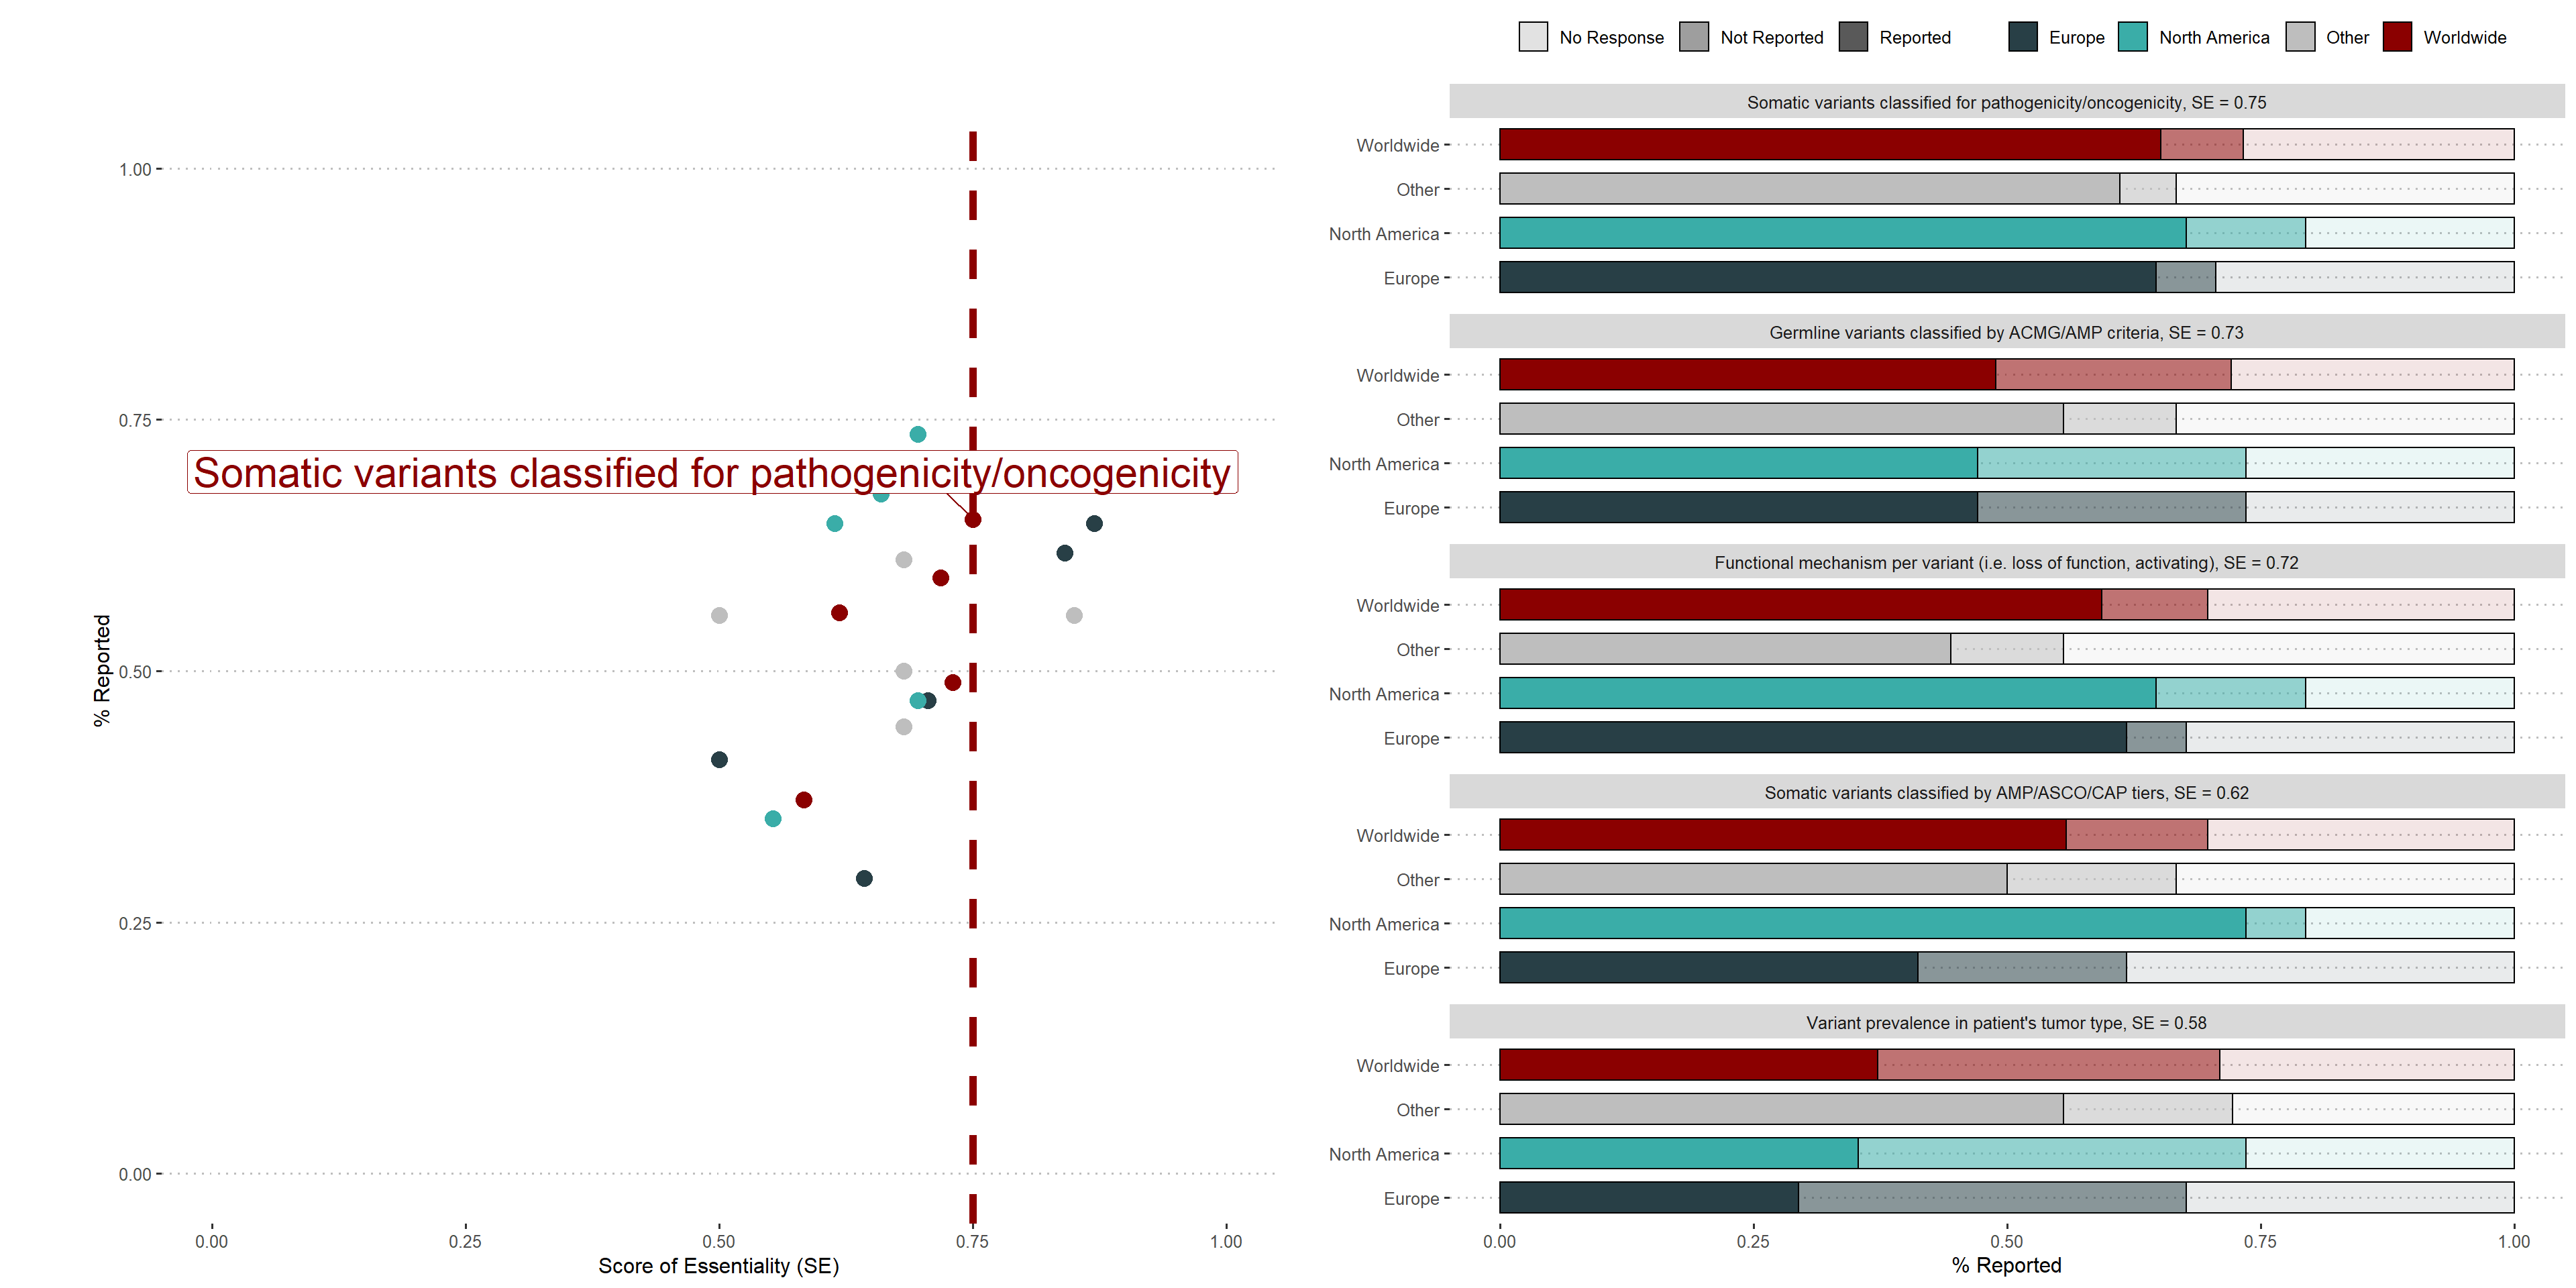 No Response Not Reported Reported Europe North America Other Worldwide
1.00
0.75
0.50
0.25
0.00
% Reported
Somatic variants classified for pathogenicity/oncogenicity
0.00 0.25 0.50 0.75 1.00
Score of Essentiality (SE)
Somatic variants classified for pathogenicity/oncogenicity, SE = 0.75
Worldwide
Other
North America
Europe
Germline variants classified by ACMG/AMP criteria, SE = 0.73
Worldwide
Other
North America
Europe
Functional mechanism per variant (i.e. loss of function, activating), SE = 0.72
Worldwide
Other
North America
Europe
Somatic variants classified by AMP/ASCO/CAP tiers, SE = 0.62
Worldwide
Other
North America
Europe
Variant prevalence in patient's tumor type, SE = 0.58
Worldwide
Other
North America
Europe
0.00 0.25 0.50 0.75 1.00
% Reported